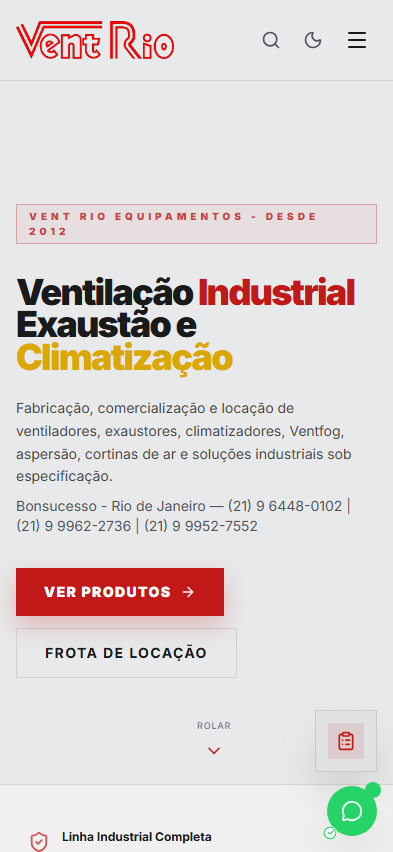 Vent Rio
VENT RIO EQUIPAMENTOS - DESDE
2012
Ventilação Industrial
Exaustão e
Climatização
Fabricação, comercialização e locação de
ventiladores, exaustores, climatizadores, Ventfog,
aspersão, cortinas de ar e soluções industriais sob
especificação.
Bonsucesso - Rio de Janeiro — (21) 9 6448-0102 |
(21) 9 9962-2736 | (21) 9 9952-7552
VER PRODUTOS →
FROTA DE LOCAÇÃO
ROLAR
Linha Industrial Completa